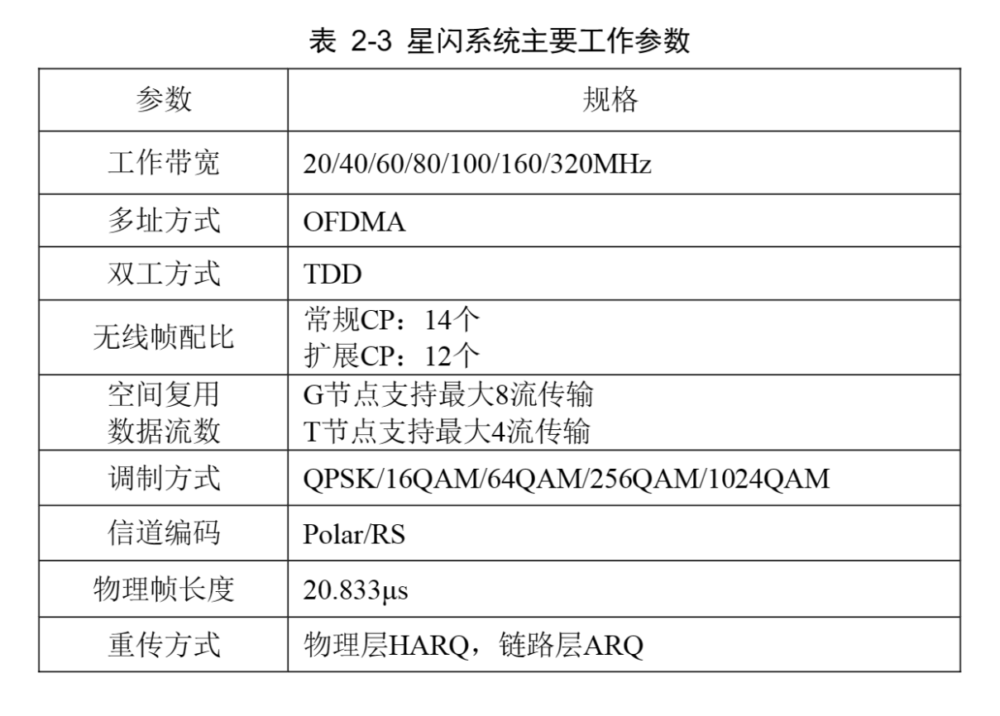 表 2-3 星闪系统主要工作参数
参数 规格
工作带宽 20/40/60/80/100/160/320MHz
多址方式 OFDMA
双工方式 TDD
无线帧配比 常规CP：14个
扩展CP：12个
空间复用 G节点支持最大8流传输
数据流数 T节点支持最大4流传输
调制方式 QPSK/16QAM/64QAM/256QAM/1024QAM
信道编码 Polar/RS
物理帧长度 20.833μs
重传方式 物理层HARQ，链路层ARQ